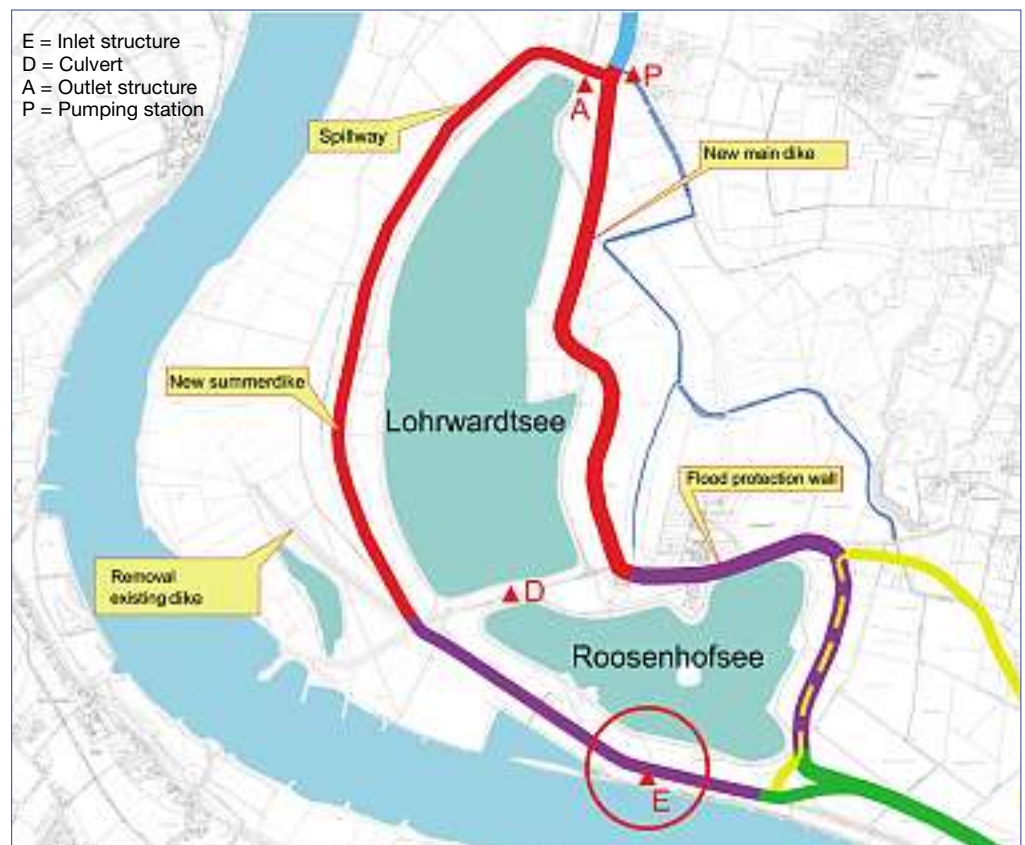 E = Inlet structure
D = Culvert
A = Outlet structure
P = Pumping station
P
A
Spillway
New main dike
New summerdike
Lohrwardtsee
Flood protection wall
Removal
existing dike
D
Roosenhofsee
E